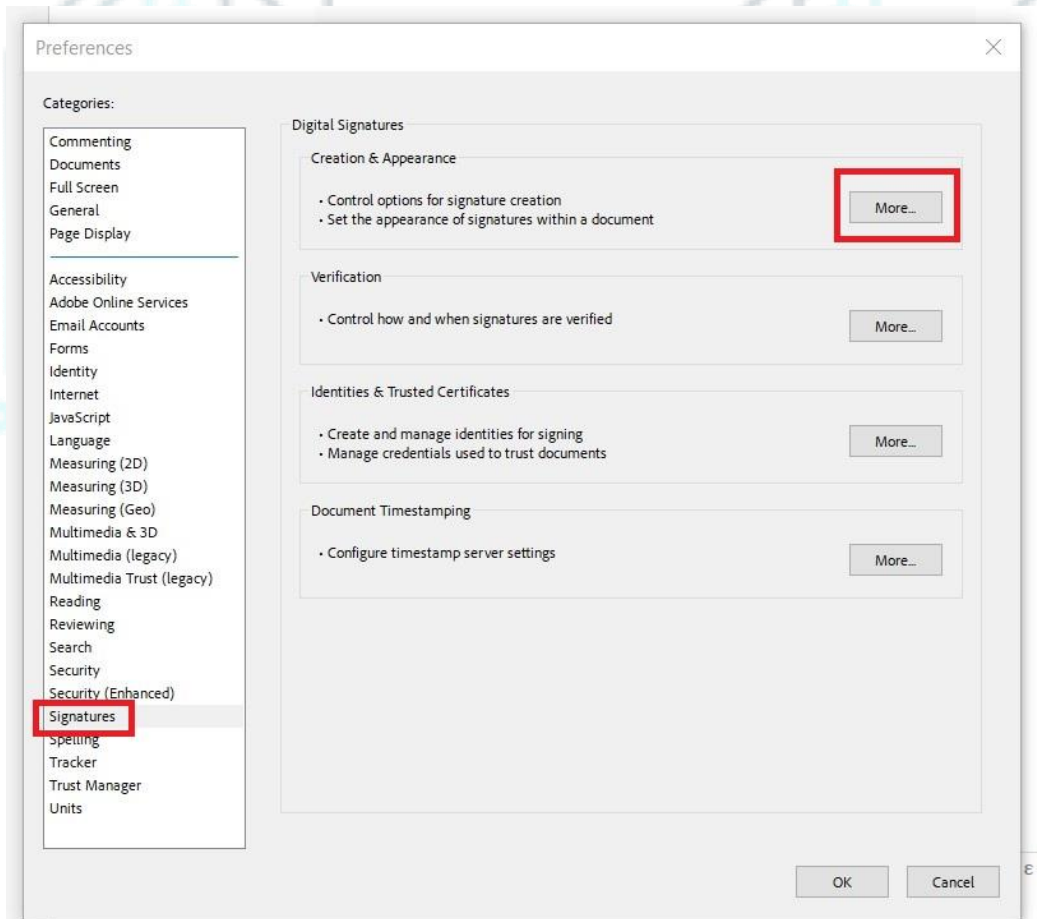 Preferences
Categories:
Commenting
Documents
Full Screen
General
Page Display
Accessibility
Adobe Online Services
Email Accounts
Forms
Identity
Internet
JavaScript
Language
Measuring (2D)
Measuring (3D)
Measuring (Geo)
Multimedia & 3D
Multimedia (legacy)
Multimedia Trust (legacy)
Reading
Reviewing
Search
Security
Security (Enhanced)
Signatures
Spelling
Tracker
Trust Manager
Units
Digital Signatures
Creation & Appearance
• Control options for signature creation
• Set the appearance of signatures within a document
More...
Verification
• Control how and when signatures are verified
More...
Identities & Trusted Certificates
• Create and manage identities for signing
• Manage credentials used to trust documents
More...
Document Timestamping
• Configure timestamp server settings
More...
OK
Cancel
ε